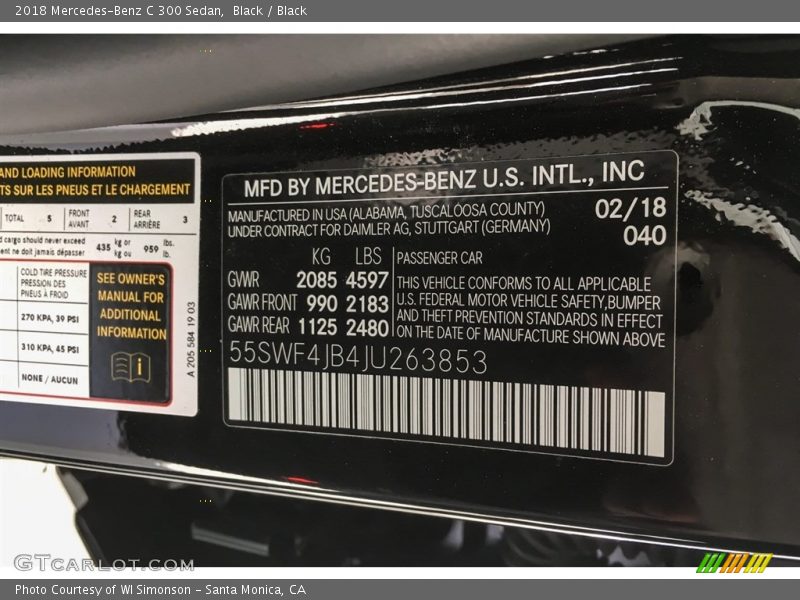 2018 Mercedes-Benz C 300 Sedan, Black / Black
AND LOADING INFORMATION
TS SUR LES PNEUS ET LE CHARGEMENT
TOTAL 5 FRONT AVANT 2 REAR ARRIÈRE 3
d cargo should never exceed 435 kg or 959 lbs.
ent ne doit jamais dépasser kg ou lb.
COLD TIRE PRESSURE
PRESSION DES
PNEUS À FROID
270 KPA, 39 PSI
310 KPA, 45 PSI
NONE / AUCUN
SEE OWNER'S
MANUAL FOR
ADDITIONAL
INFORMATION
i
A 205 584 19 03
MFD BY MERCEDES-BENZ U.S. INTL., INC
MANUFACTURED IN USA (ALABAMA, TUSCALOOSA COUNTY) 02/18
UNDER CONTRACT FOR DAIMLER AG, STUTTGART (GERMANY) 040
KG LBS
GWR 2085 4597
GAWR FRONT 990 2183
GAWR REAR 1125 2480
PASSENGER CAR
THIS VEHICLE CONFORMS TO ALL APPLICABLE
U.S. FEDERAL MOTOR VEHICLE SAFETY,BUMPER
AND THEFT PREVENTION STANDARDS IN EFFECT
ON THE DATE OF MANUFACTURE SHOWN ABOVE
55SWF4JB4JU263853
GTCARLOT.COM
Photo Courtesy of WI Simonson - Santa Monica, CA